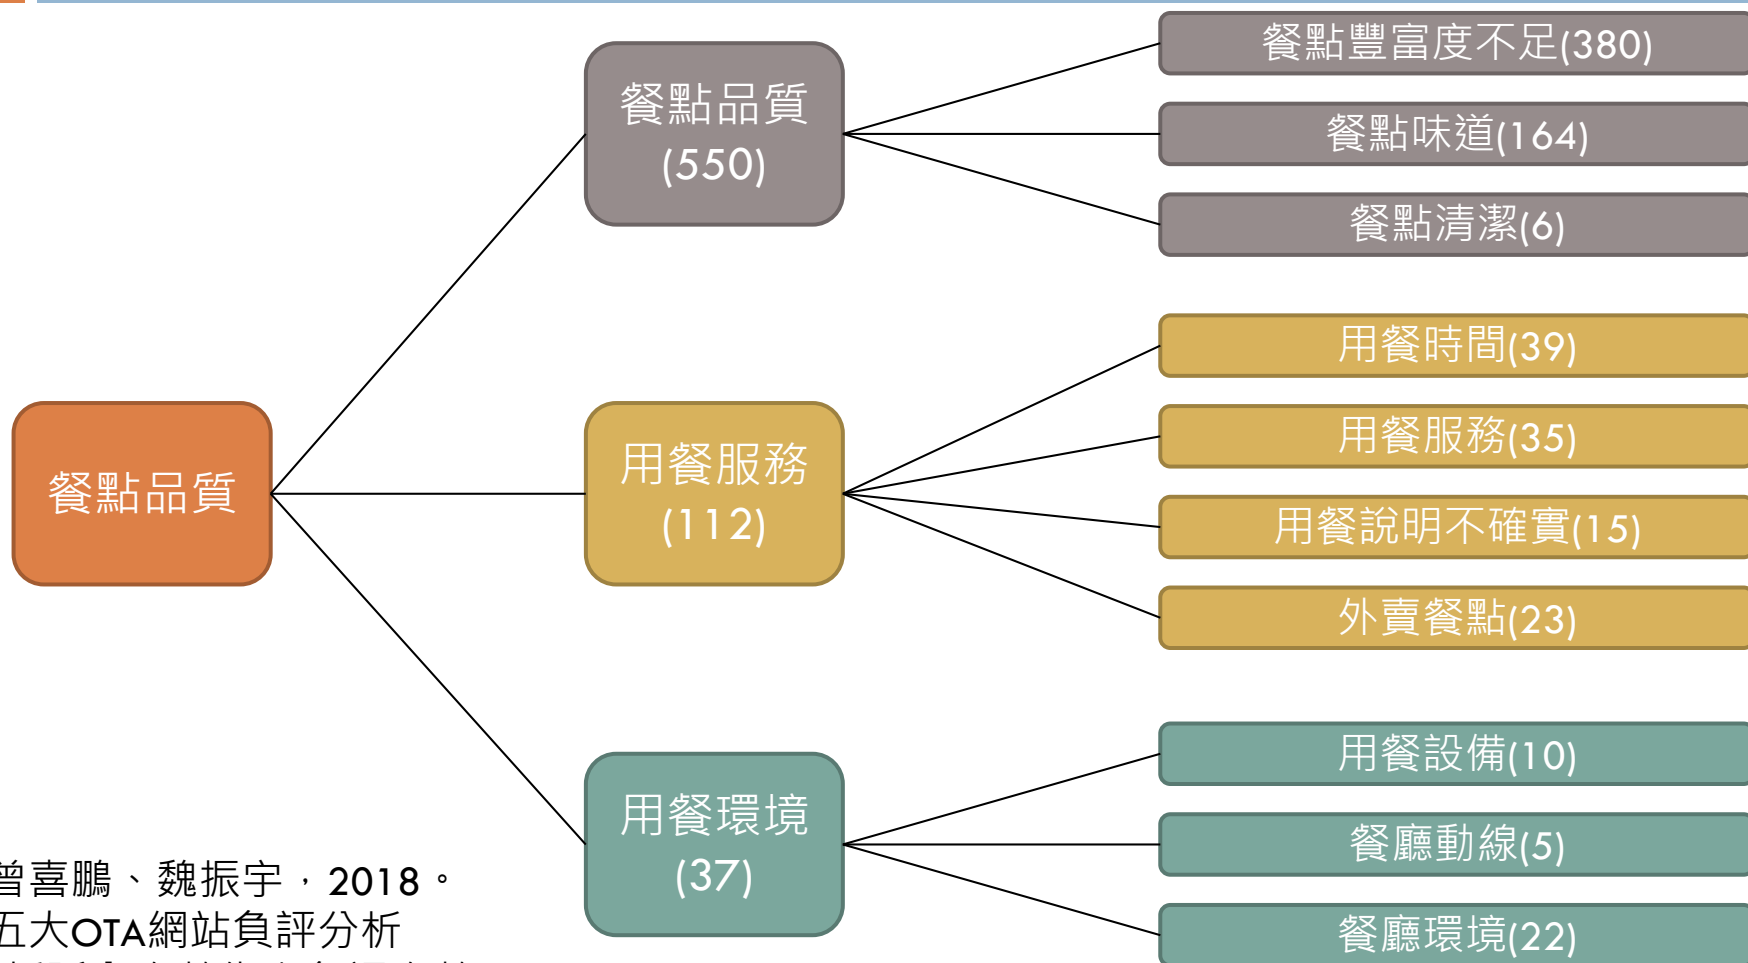 餐點品質
餐點品質
(550)
餐點豐富度不足(380)
餐點味道(164)
餐點清潔(6)
用餐服務
(112)
用餐時間(39)
用餐服務(35)
用餐說明不確實(15)
外賣餐點(23)
用餐環境
(37)
用餐設備(10)
餐廳動線(5)
餐廳環境(22)
曾喜鵬、魏振宇，2018。
五大OTA網站負評分析